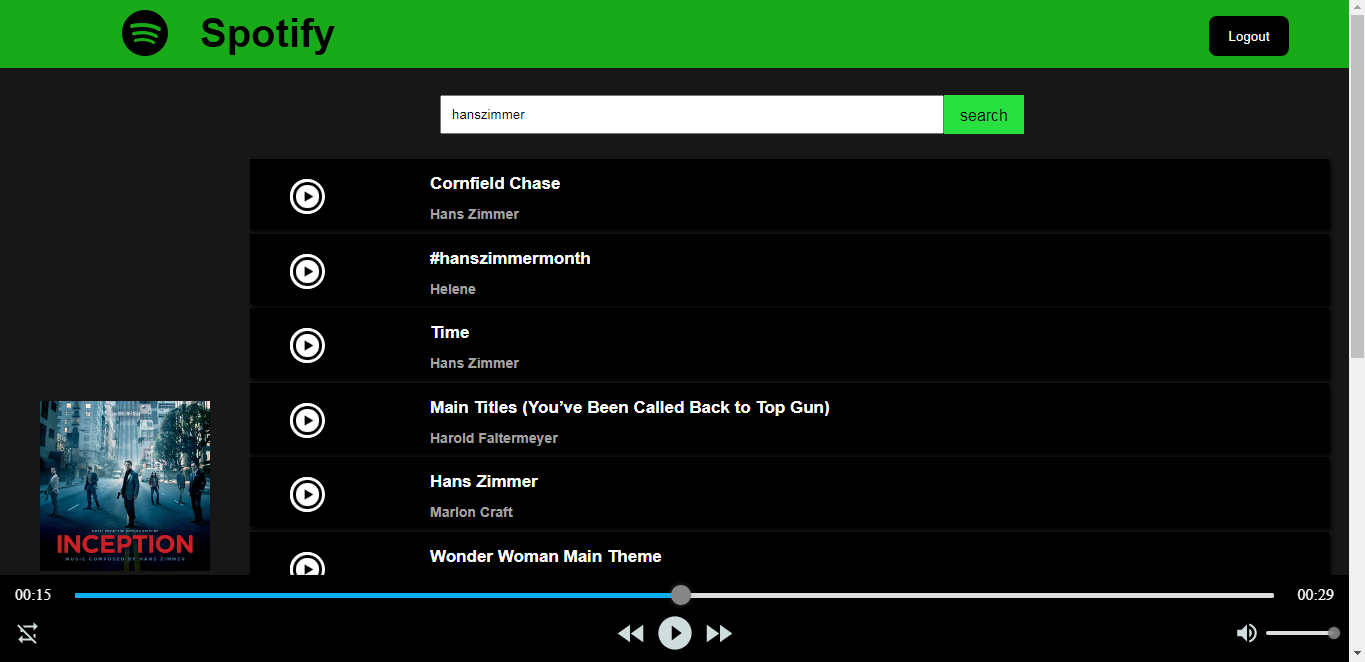 Spotify
Logout
hanszimmer
search
Cornfield Chase
Hans Zimmer
#hanszimmermonth
Helene
Time
Hans Zimmer
Main Titles (You’ve Been Called Back to Top Gun)
Harold Faltermeyer
Hans Zimmer
Marlon Craft
Wonder Woman Main Theme
INCEPTION
MUSIC COMPOSED BY HANS ZIMMER
00:15
00:29